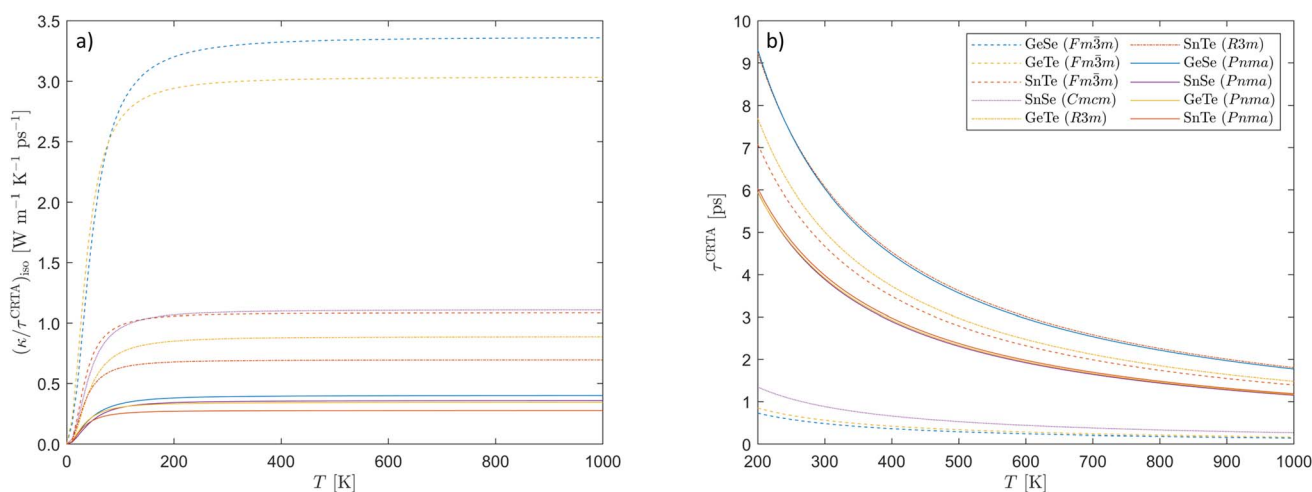 a)
3.5
3.0
2.5
2.0
1.5
1.0
0.5
0.0
(κ/τ^CRTA)_iso [W m⁻¹ K⁻¹ ps⁻¹]
0 200 400 600 800 1000
T [K]
b)
10
9
8
7
6
5
4
3
2
1
0
τ^CRTA [ps]
GeSe (Fm3̄m) SnTe (R3m)
GeTe (Fm3̄m) GeSe (Pnma)
SnTe (Fm3̄m) SnSe (Pnma)
SnSe (Cmcm) GeTe (Pnma)
GeTe (R3m) SnTe (Pnma)
200 300 400 500 600 700 800 900 1000
T [K]